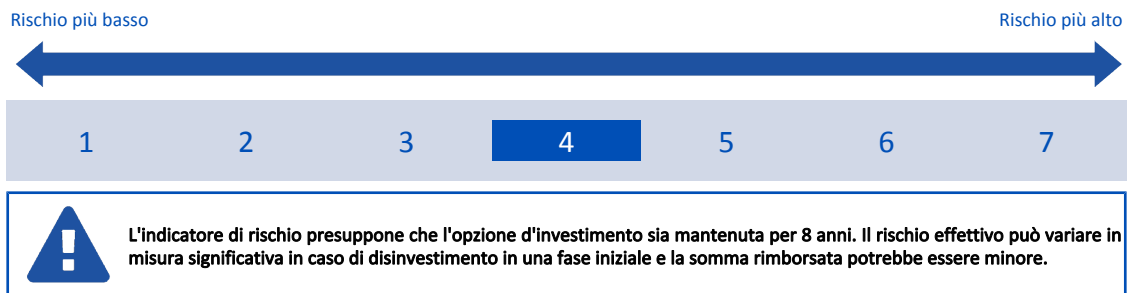 Rischio più basso Rischio più alto
1 2 3 4 5 6 7
L'indicatore di rischio presuppone che l'opzione d'investimento sia mantenuta per 8 anni. Il rischio effettivo può variare in
misura significativa in caso di disinvestimento in una fase iniziale e la somma rimborsata potrebbe essere minore.